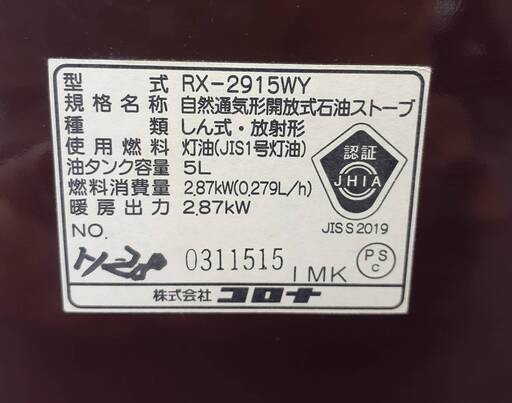 型式 RX-2915WY
規格名称 自然通気形開放式石油ストーブ
種類 しん式・放射形
使用燃料 灯油(JIS1号灯油)
油タンク容量 5L
燃料消費量 2,87kW(0,279L/h)
暖房出力 2,87kW
認証
JHIA
JIS S 2019
NO.
0311515 IMK
PS
C
株式会社 コロナ